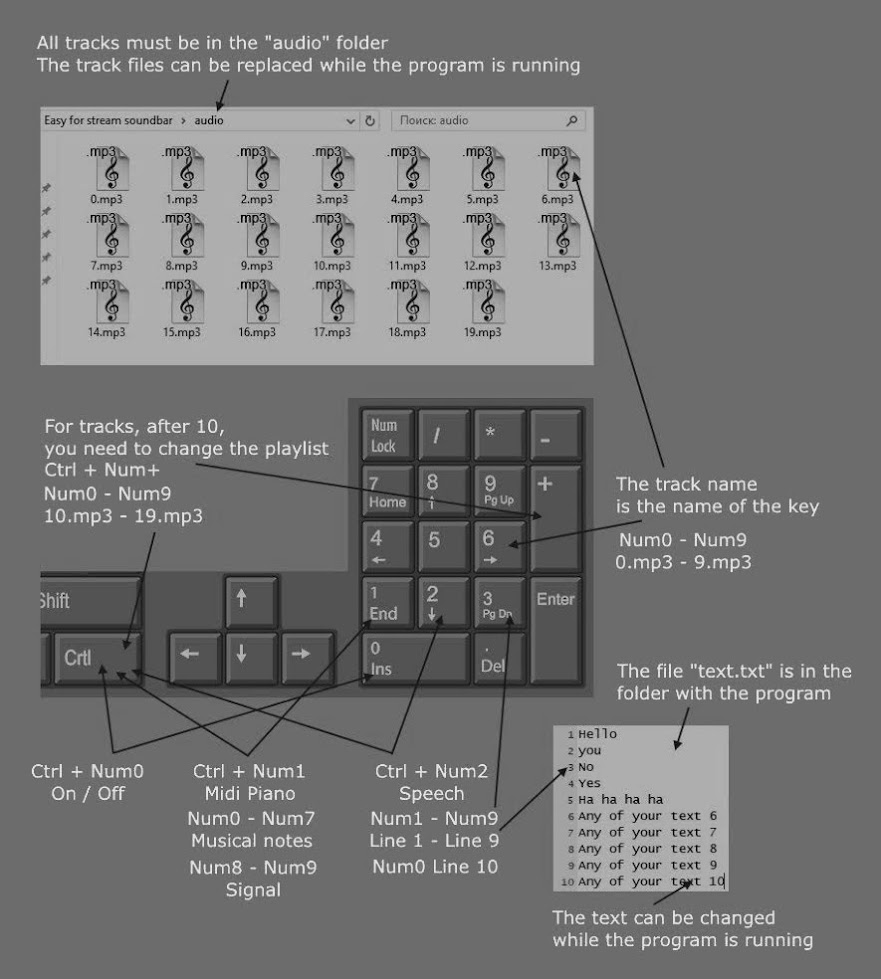 All tracks must be in the "audio" folder
The track files can be replaced while the program is running
Easy for stream soundbar > audio
Поиск: audio
.mp3 .mp3 .mp3 .mp3 .mp3 .mp3 .mp3
0.mp3 1.mp3 2.mp3 3.mp3 4.mp3 5.mp3 6.mp3
.mp3 .mp3 .mp3 .mp3 .mp3 .mp3 .mp3
7.mp3 8.mp3 9.mp3 10.mp3 11.mp3 12.mp3 13.mp3
.mp3 .mp3 .mp3 .mp3 .mp3 .mp3
14.mp3 15.mp3 16.mp3 17.mp3 18.mp3 19.mp3
For tracks, after 10,
you need to change the playlist
Ctrl + Num+
Num0 - Num9
10.mp3 - 19.mp3
Num
Lock
/
*
-
7
Home
8
↑
9
Pg Up
+
4
←
5
6
→
1
End
2
↓
3
Pg Dn
Enter
0
Ins
.
Del
Shift
↑
Crtl
←
↓
→
The track name
is the name of the key
Num0 - Num9
0.mp3 - 9.mp3
The file "text.txt" is in the
folder with the program
1 Hello
2 you
3 No
4 Yes
5 Ha ha ha ha
6 Any of your text 6
7 Any of your text 7
8 Any of your text 8
9 Any of your text 9
10 Any of your text 10
The text can be changed
while the program is running
Ctrl + Num0
On / Off
Ctrl + Num1
Midi Piano
Num0 - Num7
Musical notes
Num8 - Num9
Signal
Ctrl + Num2
Speech
Num1 - Num9
Line 1 - Line 9
Num0 Line 10